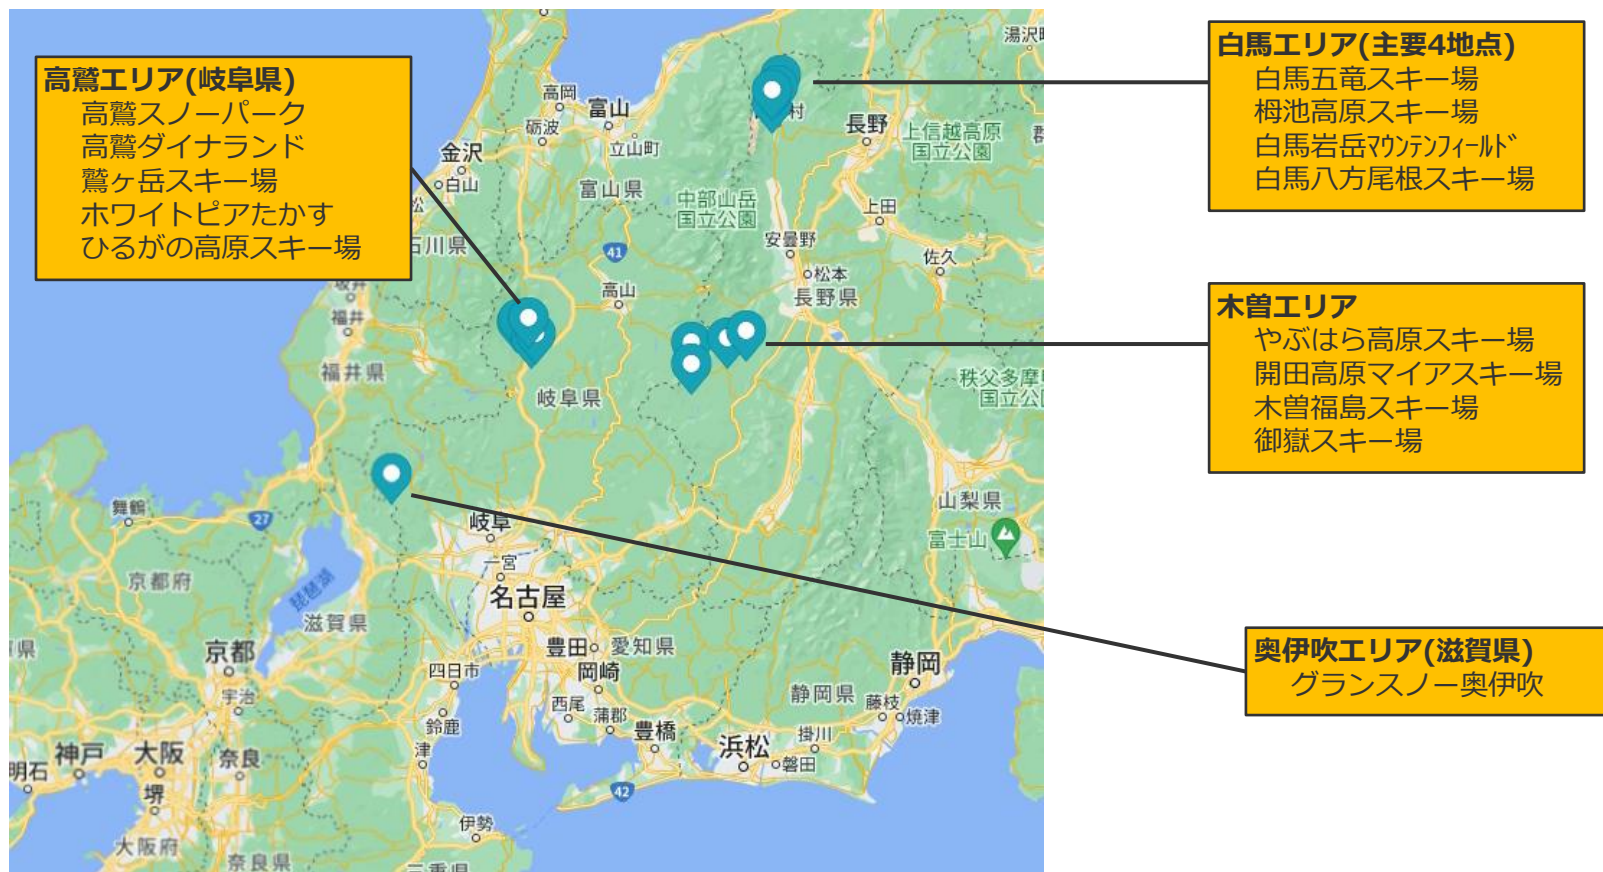 高鷲エリア(岐阜県)
高鷲スノーパーク
高鷲ダイナランド
鷲ヶ岳スキー場
ホワイトピアたかす
ひるがの高原スキー場
白馬エリア(主要4地点)
白馬五竜スキー場
栂池高原スキー場
白馬岩岳ﾏｳﾝﾃﾝﾌｨｰﾙﾄﾞ
白馬八方尾根スキー場
木曽エリア
やぶはら高原スキー場
開田高原マイアスキー場
木曽福島スキー場
御嶽スキー場
奥伊吹エリア(滋賀県)
グランスノー奥伊吹
湯沢
高岡
富山
砺波
立山町
金沢
白山
富山県
村
長野
上信越高原
国立公園
中部山岳
国立公園
上田
安曇野
佐久
松本
長野県
石川県
41
高山
福井
福井県
岐阜県
秩父多摩
国立公
山梨県
富士山
舞鶴
27
岐阜
一宮
京都府
琵琶湖
名古屋
滋賀県
県
京都
豊田
愛知県
岡崎
四日市
静岡
静岡県
宇治
西尾
蒲郡
藤枝
焼津
鈴鹿
豊橋
掛川
神戸
大阪
奈良
津
浜松
磐田
明石
堺
42
伊勢
大阪府
奈良県
三重県